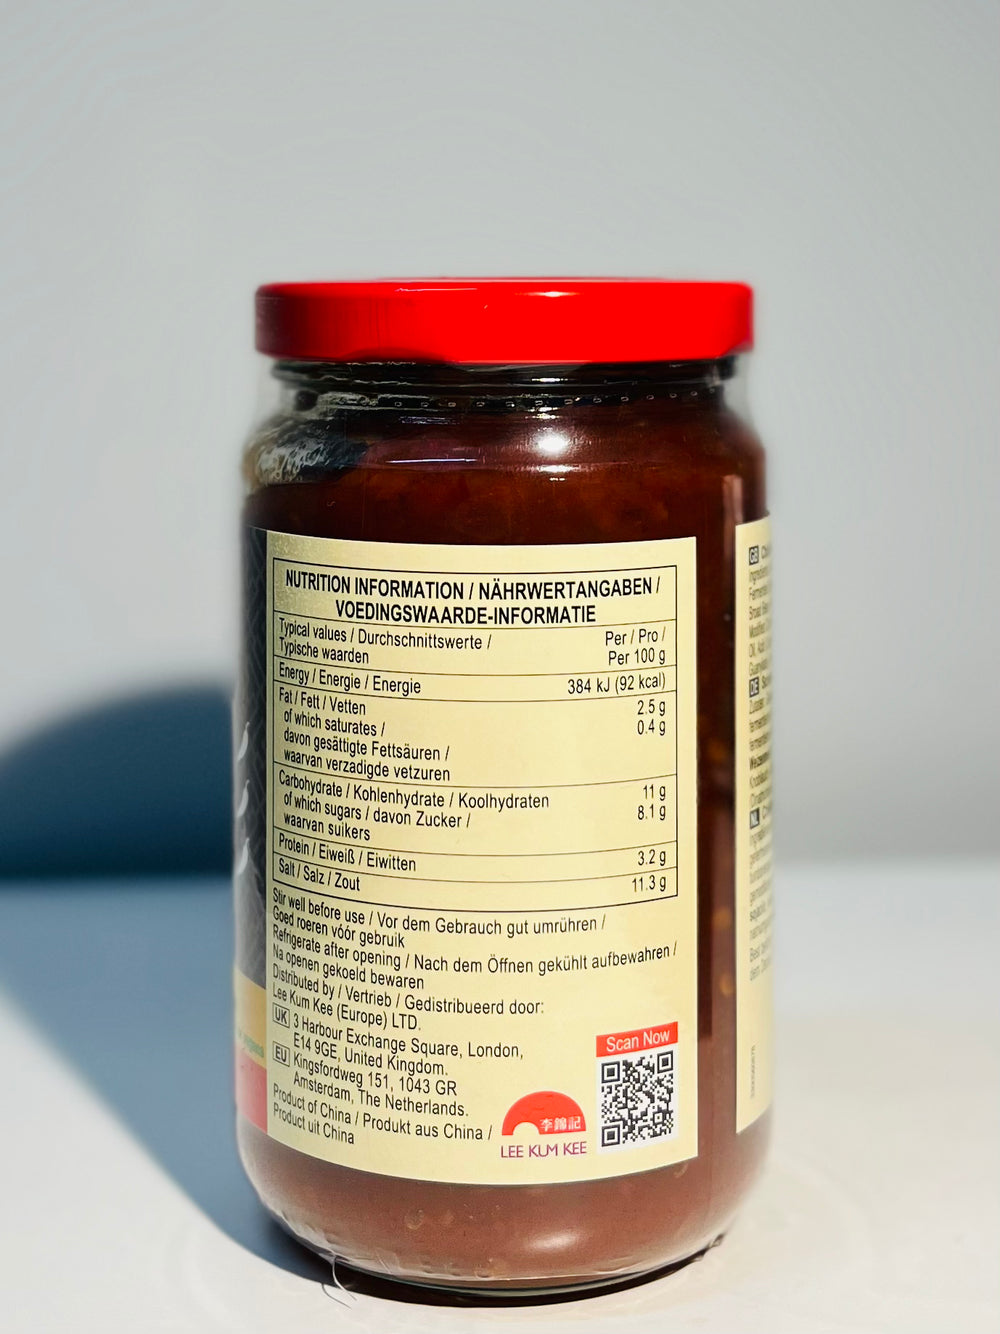 NUTRITION INFORMATION / NÄHRWERTANGABEN /
VOEDINGSWAARDE-INFORMATIE
Typical values / Durchschnittswerte /
Typische waarden
Per / Pro /
Per 100 g
Energy / Energie / Energie 384 kJ (92 kcal)
Fat / Fett / Vetten 2.5 g
of which saturates / 0.4 g
davon gesättigte Fettsäuren /
waarvan verzadigde vetzuren
Carbohydrate / Kohlenhydrate / Koolhydraten 11 g
of which sugars / davon Zucker / 8.1 g
waarvan suikers
Protein / Eiweiß / Eiwitten 3.2 g
Salt / Salz / Zout 11.3 g
Stir well before use / Vor dem Gebrauch gut umrühren /
Goed roeren vóór gebruik
Refrigerate after opening / Nach dem Öffnen gekühlt aufbewahren /
Na openen gekoeld bewaren
Distributed by / Vertrieb / Gedistribueerd door:
Lee Kum Kee (Europe) LTD.
UK 3 Harbour Exchange Square, London,
E14 9GE, United Kingdom.
EU Kingsfordweg 151, 1043 GR
Amsterdam, The Netherlands.
Product of China / Produkt aus China /
Product uit China
李錦記
LEE KUM KEE
Scan Now
GB
DE
NL